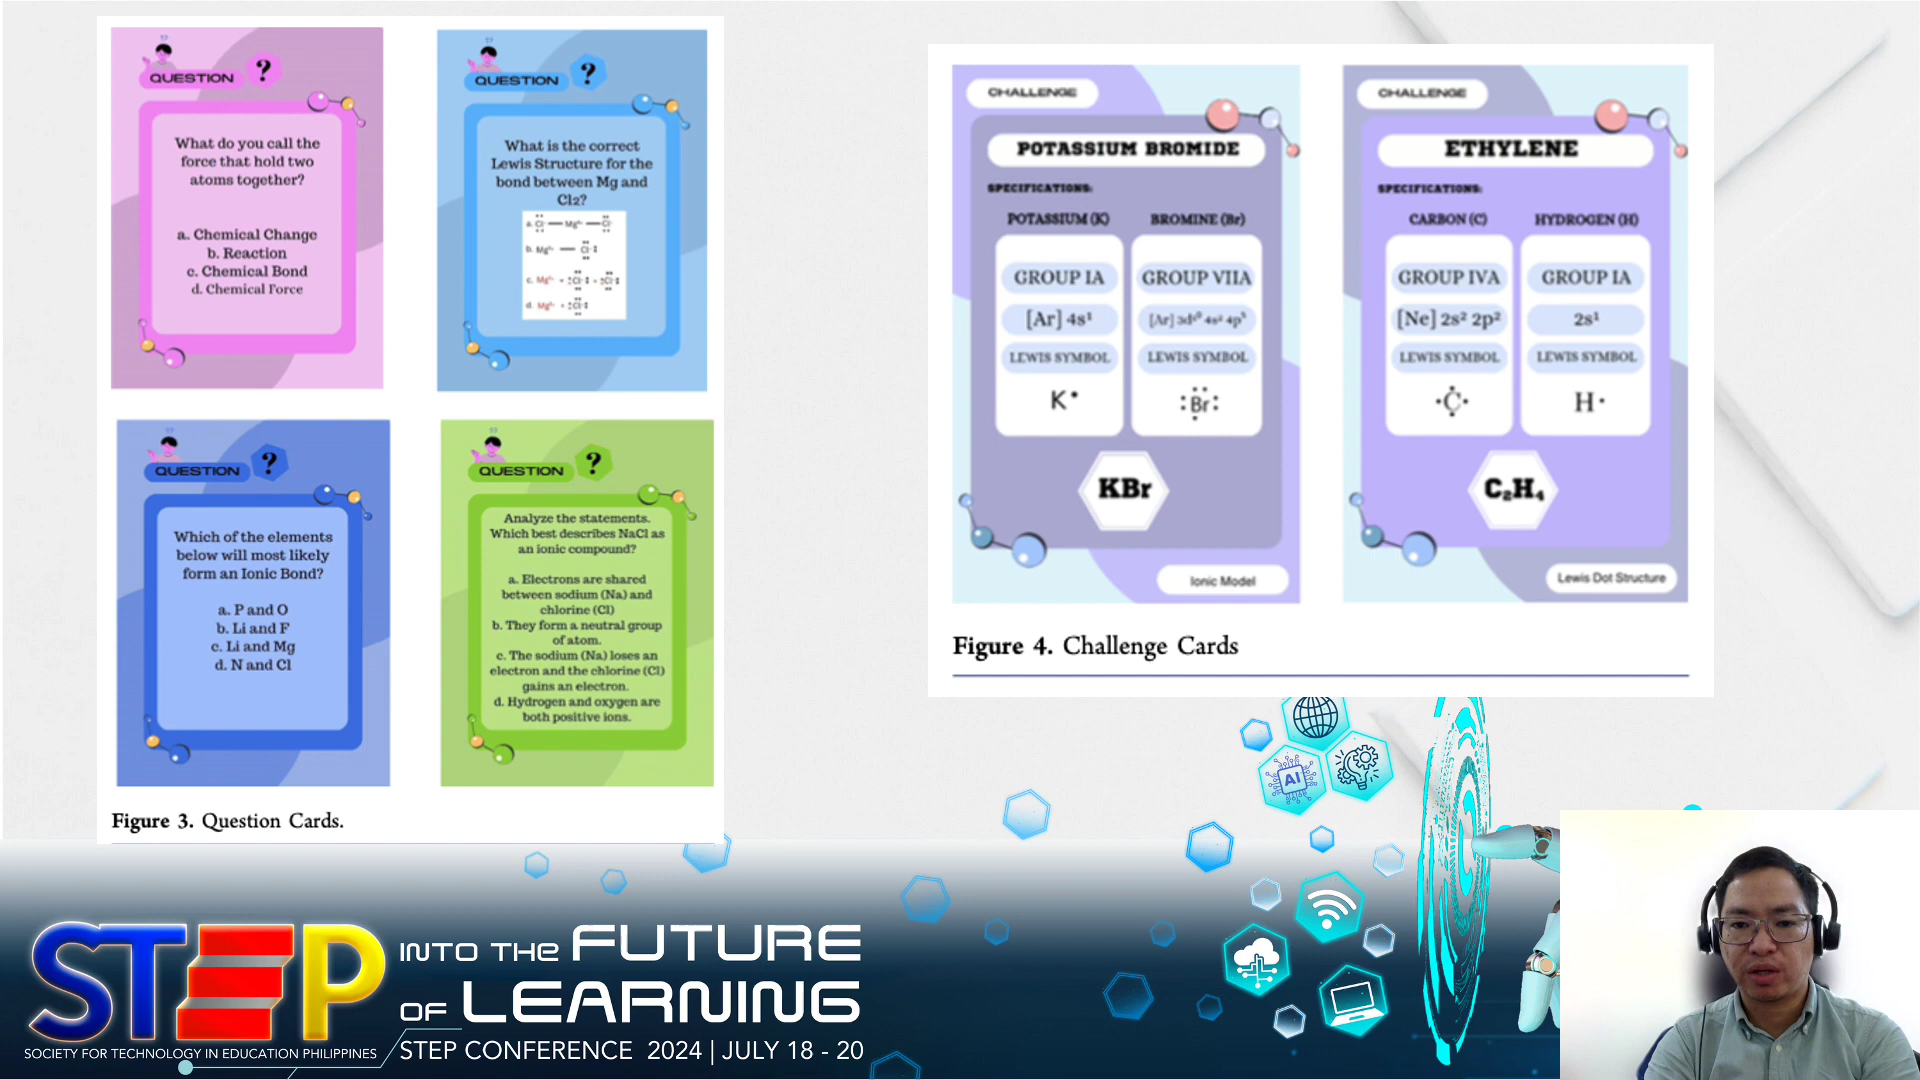 QUESTION ?
What do you call the
force that hold two
atoms together?
a. Chemical Change
b. Reaction
c. Chemical Bond
d. Chemical Force
QUESTION ?
What is the correct
Lewis Structure for the
bond between Mg and
Cl2?
QUESTION ?
Which of the elements
below will most likely
form an Ionic Bond?
a. P and O
b. Li and F
c. Li and Mg
d. N and Cl
QUESTION ?
Analyze the statements.
Which best describes NaCl as
an ionic compound?
a. Electrons are shared
between sodium (Na) and
chlorine (Cl)
b. They form a neutral group
of atom.
c. The sodium (Na) loses an
electron and the chlorine (Cl)
gains an electron.
d. Hydrogen and oxygen are
both positive ions.
Figure 3. Question Cards.
CHALLENGE
POTASSIUM BROMIDE
SPECIFICATIONS:
POTASSIUM (K) BROMINE (Br)
GROUP IA GROUP VIIA
[Ar] 4s¹ [Ar] 3d¹⁰ 4s² 4p⁵
LEWIS SYMBOL LEWIS SYMBOL
K Br
KBr
Ionic Model
CHALLENGE
ETHYLENE
SPECIFICATIONS:
CARBON (C) HYDROGEN (H)
GROUP IVA GROUP IA
[Ne] 2s² 2p² 2s¹
LEWIS SYMBOL LEWIS SYMBOL
C H
C₂H₄
Lewis Dot Structure
Figure 4. Challenge Cards
AI
STEP
SOCIETY FOR TECHNOLOGY IN EDUCATION PHILIPPINES
INTO THE FUTURE
OF LEARNING
STEP CONFERENCE 2024 | JULY 18 - 20